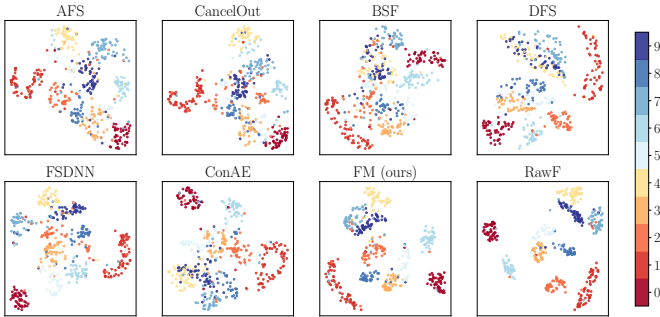 AFS
CancelOut
BSF
DFS
FSDNN
ConAE
FM (ours)
RawF
9
8
7
6
5
4
3
2
1
0